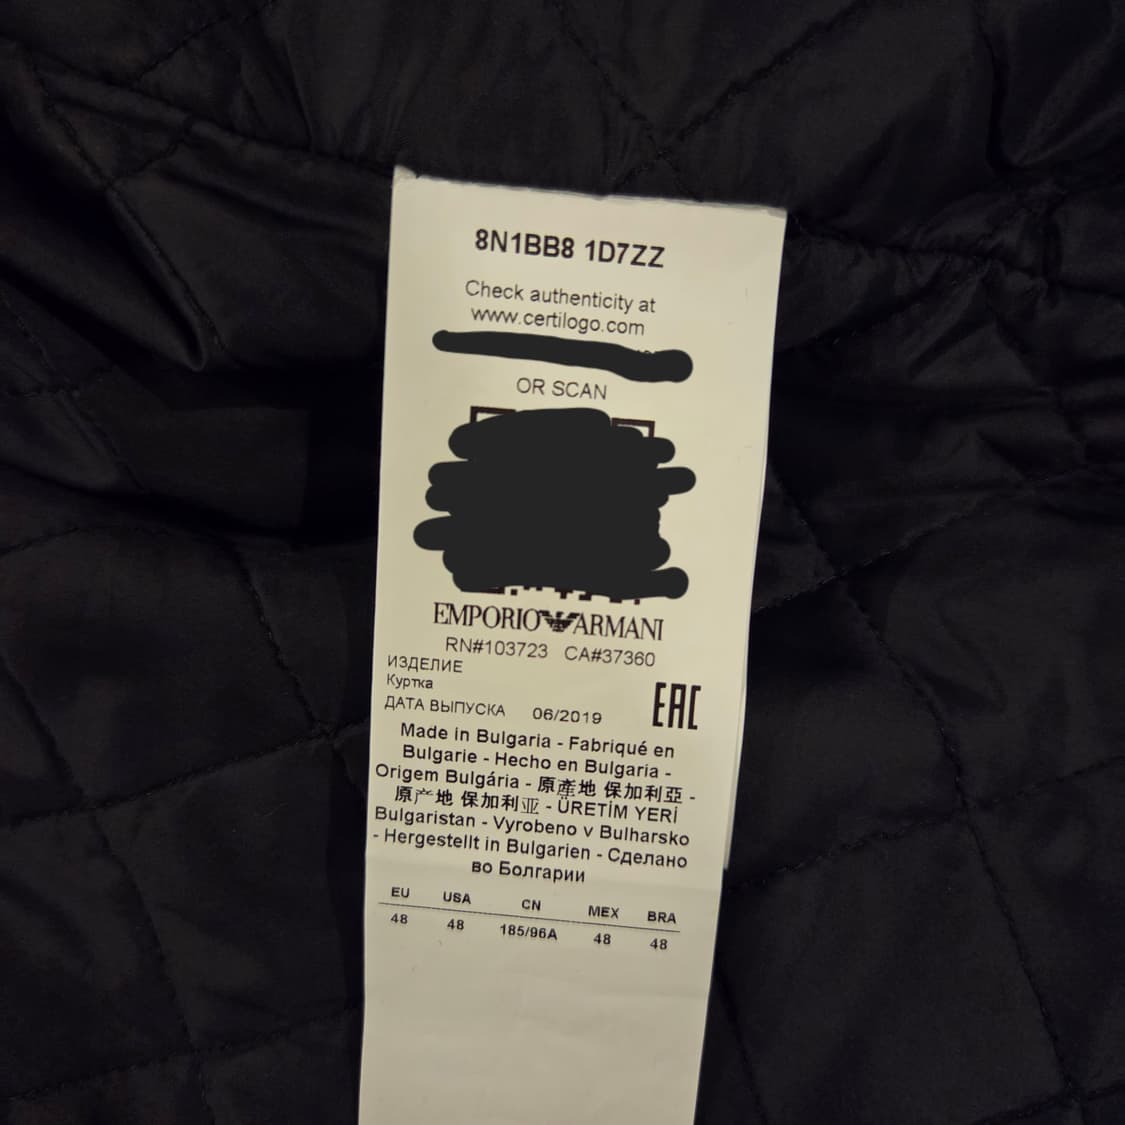 8N1BB8 1D7ZZ
Check authenticity at
www.certilogo.com
OR SCAN
EMPORIO ARMANI
RN#103723 CA#37360
ИЗДЕЛИЕ
Куртка
ДАТА ВЫПУСКА 06/2019
EAC
Made in Bulgaria - Fabriqué en
Bulgarie - Hecho en Bulgaria -
Origem Bulgária - 原產地 保加利亞 -
原产地 保加利亚 - ÜRETİM YERİ
Bulgaristan - Vyrobeno v Bulharsko
- Hergestellt in Bulgarien - Сделано
во Болгарии
EU USA CN MEX BRA
48 48 185/96A 48 48